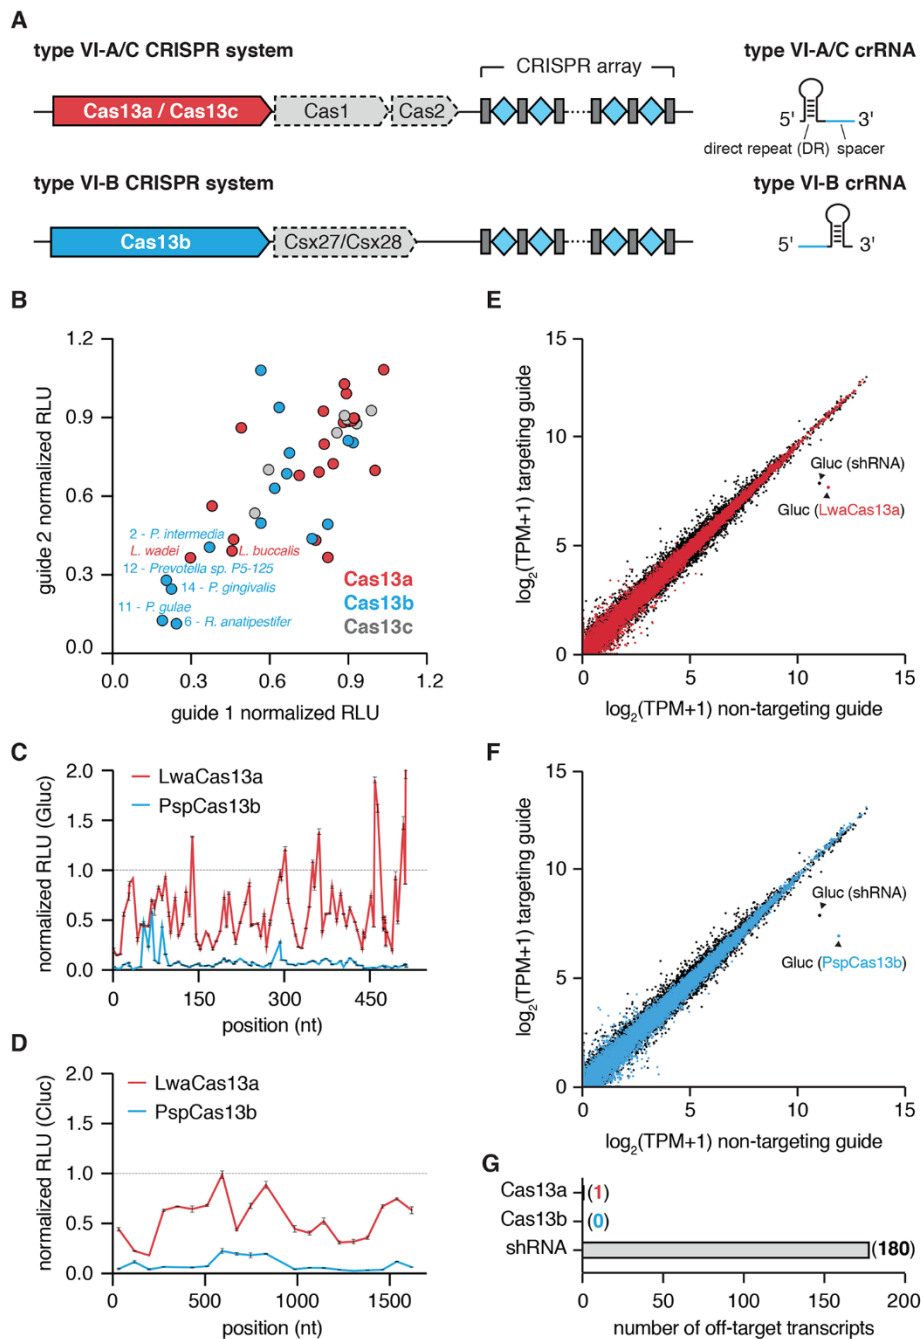 A
type VI-A/C CRISPR system
type VI-A/C crRNA
CRISPR array
Cas13a / Cas13c
Cas1
Cas2
5'
3'
direct repeat (DR)
spacer
type VI-B CRISPR system
type VI-B crRNA
Cas13b
Csx27/Csx28
5'
3'
B
1.2
0.9
0.6
0.3
0.0
guide 2 normalized RLU
2 - P. intermedia
L. wadei
L. buccalis
12 - Prevotella sp. P5-125
14 - P. gingivalis
11 - P. gulae
6 - R. anatipestifer
Cas13a
Cas13b
Cas13c
0.0
0.3
0.6
0.9
1.2
guide 1 normalized RLU
E
15
10
5
0
log2(TPM+1) targeting guide
Gluc (shRNA)
Gluc (LwaCas13a)
0
5
10
15
log2(TPM+1) non-targeting guide
C
2.0
1.5
1.0
0.5
0.0
normalized RLU (Gluc)
LwaCas13a
PspCas13b
0
150
300
450
position (nt)
F
15
10
5
0
log2(TPM+1) targeting guide
Gluc (shRNA)
Gluc (PspCas13b)
0
5
10
15
log2(TPM+1) non-targeting guide
D
2.0
1.5
1.0
0.5
0.0
normalized RLU (Cluc)
LwaCas13a
PspCas13b
0
500
1000
1500
position (nt)
G
Cas13a
(1)
Cas13b
(0)
shRNA
(180)
0
50
100
150
200
number of off-target transcripts